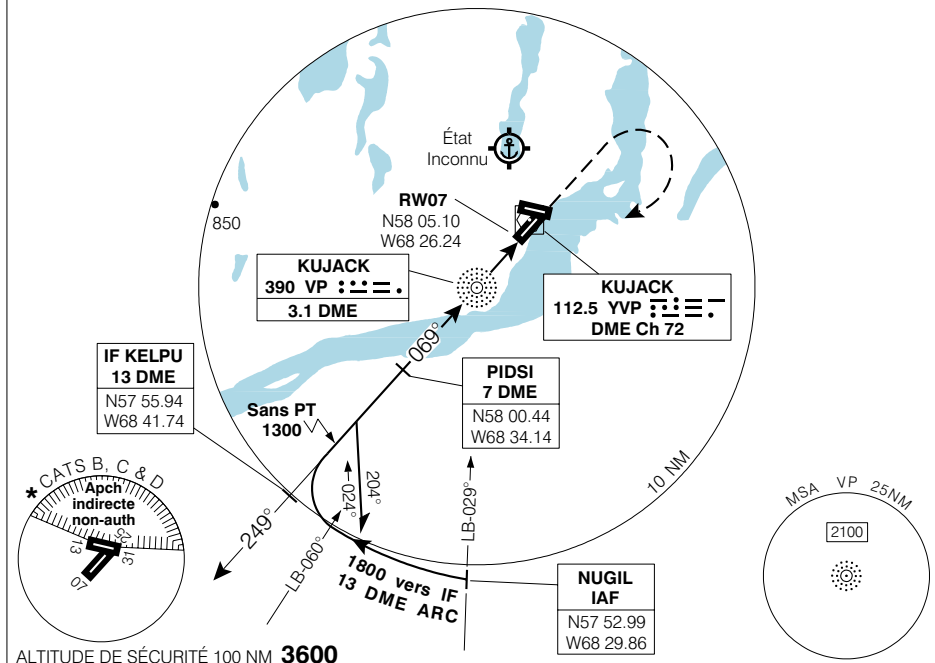 État
Inconnu
RW07
N58 05.10
W68 26.24
850
KUJACK
390 VP
3.1 DME
KUJACK
112.5 YVP
DME Ch 72
069°
IF KELPU
13 DME
N57 55.94
W68 41.74
PIDSI
7 DME
N58 00.44
W68 34.14
Sans PT
1300
10 NM
204°
024°
LB-029°
LB-060°
249°
1800 vers IF
13 DME ARC
NUGIL
IAF
N57 52.99
W68 29.86
* CATS B, C & D
Apch
indirecte
non-auth
13
25
31
07
MSA VP 25NM
2100
ALTITUDE DE SÉCURITÉ 100 NM 3600